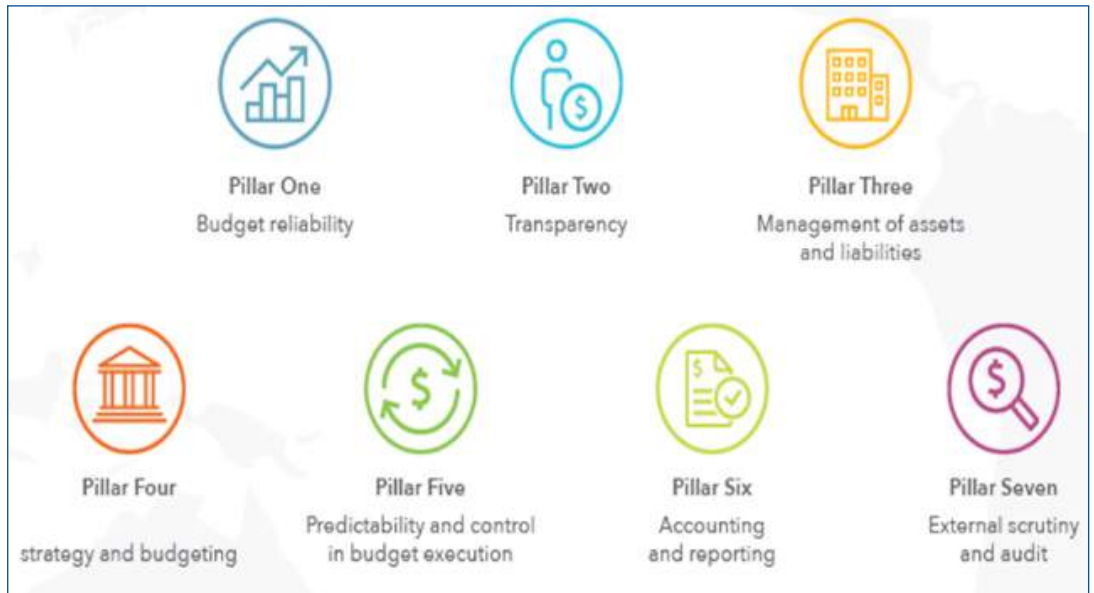 Pillar One
Budget reliability
Pillar Two
Transparency
Pillar Three
Management of assets
and liabilities
Pillar Four
strategy and budgeting
Pillar Five
Predictability and control
in budget execution
Pillar Six
Accounting
and reporting
Pillar Seven
External scrutiny
and audit